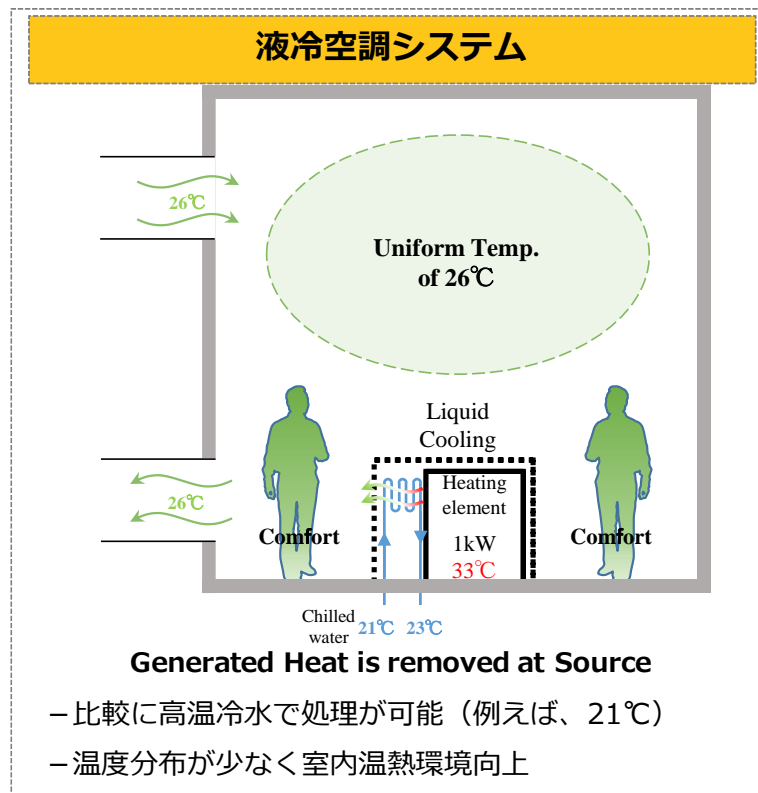 液冷空調システム
26℃
Uniform Temp.
of 26℃
Liquid
Cooling
26℃
Heating
element
Comfort
Comfort
1kW
33℃
Chilled
water
21℃
23℃
Generated Heat is removed at Source
－比較に高温冷水で処理が可能（例えば、21℃）
－温度分布が少なく室内温熱環境向上